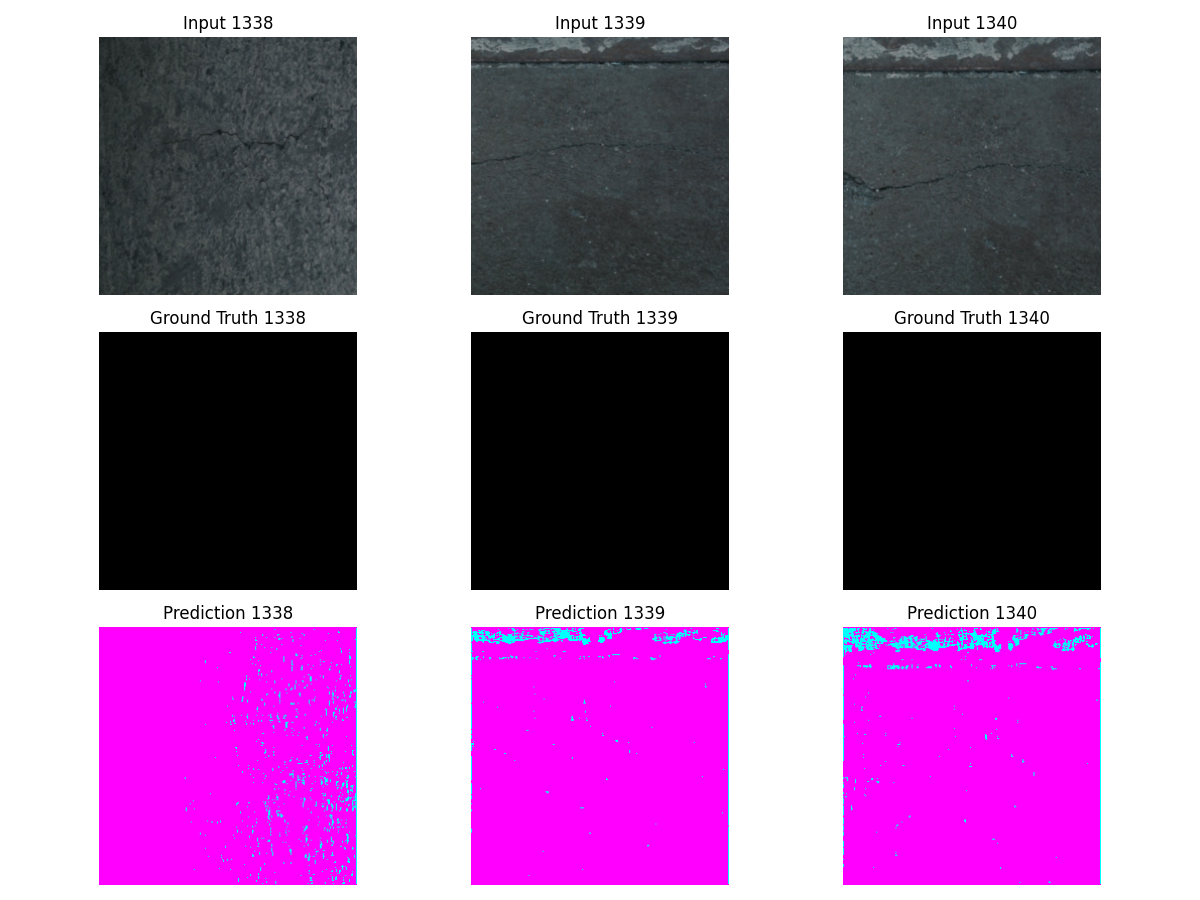 Input 1338
Input 1339
Input 1340
Ground Truth 1338
Ground Truth 1339
Ground Truth 1340
Prediction 1338
Prediction 1339
Prediction 1340